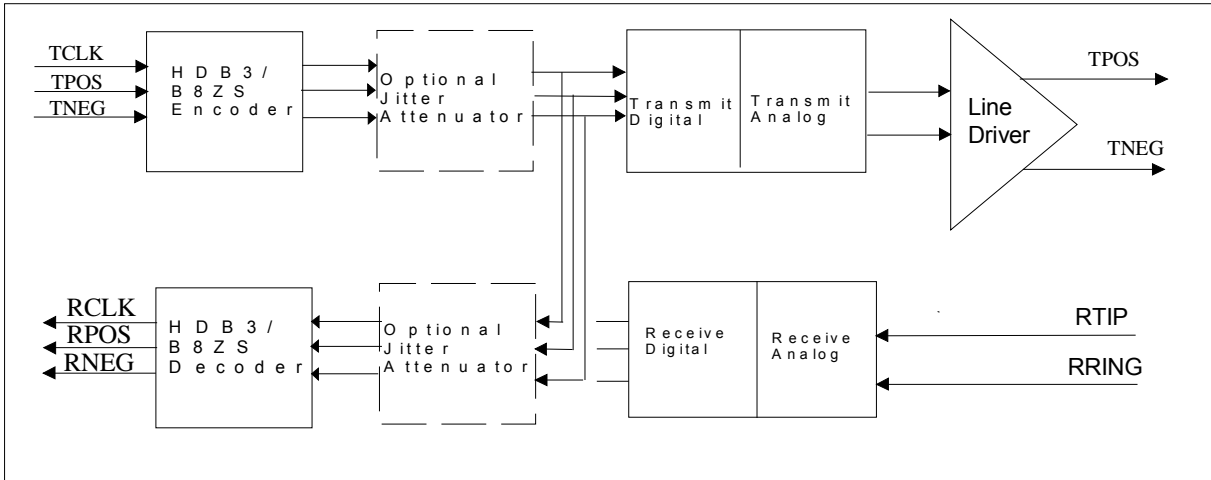 TCLK
TPOS
TNEG
HDB3/
B8ZS
Encoder
Optional
Jitter
Attenuator
Transmit
Digital
Transmit
Analog
Line
Driver
TPOS
TNEG
RCLK
RPOS
RNEG
HDB3/
B8ZS
Decoder
Optional
Jitter
Attenuator
Receive
Digital
Receive
Analog
RTIP
RRING